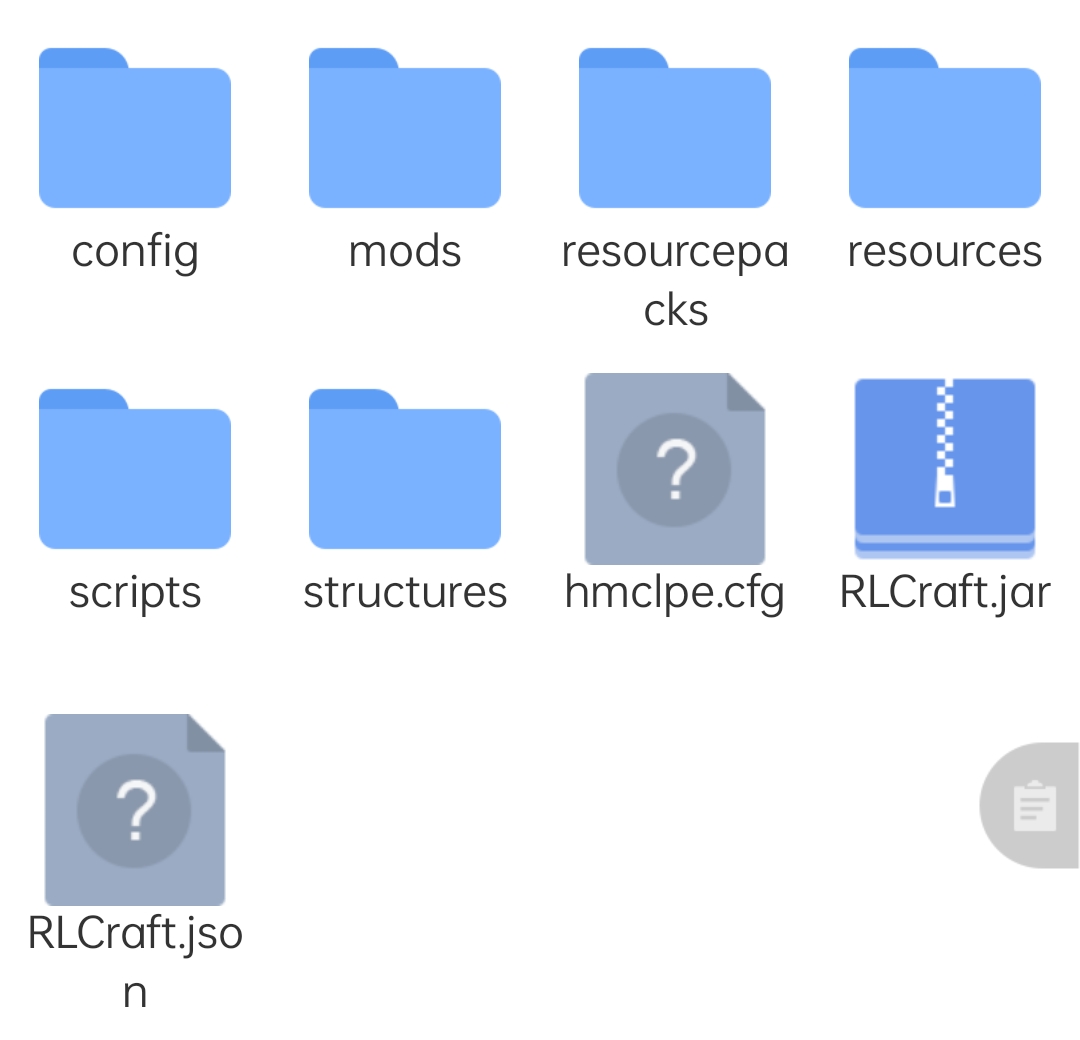 config
mods
resourcepa
cks
resources
scripts
structures
?
hmclpe.cfg
RLCraft.jar
?
RLCraft.jso
n